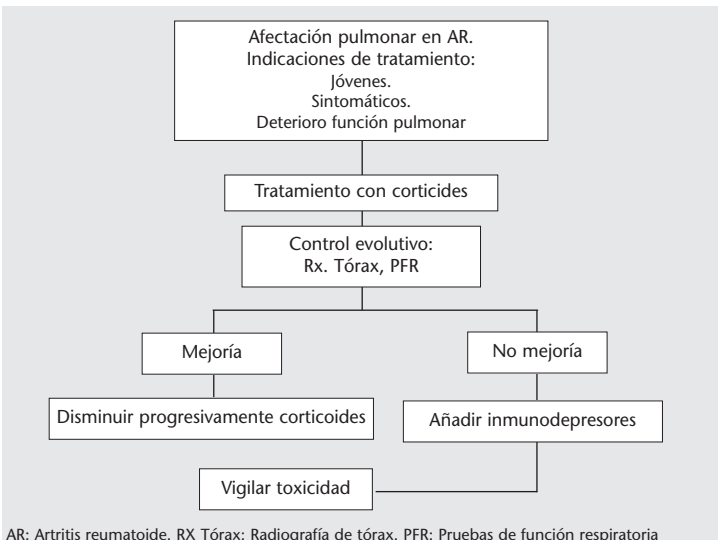 Afectación pulmonar en AR.
Indicaciones de tratamiento:
Jóvenes.
Sintomáticos.
Deterioro función pulmonar
Tratamiento con corticides
Control evolutivo:
Rx. Tórax, PFR
Mejoría
No mejoría
Disminuir progresivamente corticoides
Añadir inmunodepresores
Vigilar toxicidad
AR: Artritis reumatoide. RX Tórax: Radiografía de tórax. PFR: Pruebas de función respiratoria